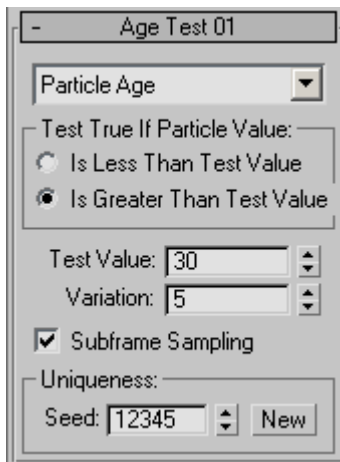 - Age Test 01
Particle Age
Test True If Particle Value:
Is Less Than Test Value
Is Greater Than Test Value
Test Value: 30
Variation: 5
Subframe Sampling
Uniqueness:
Seed: 12345 New